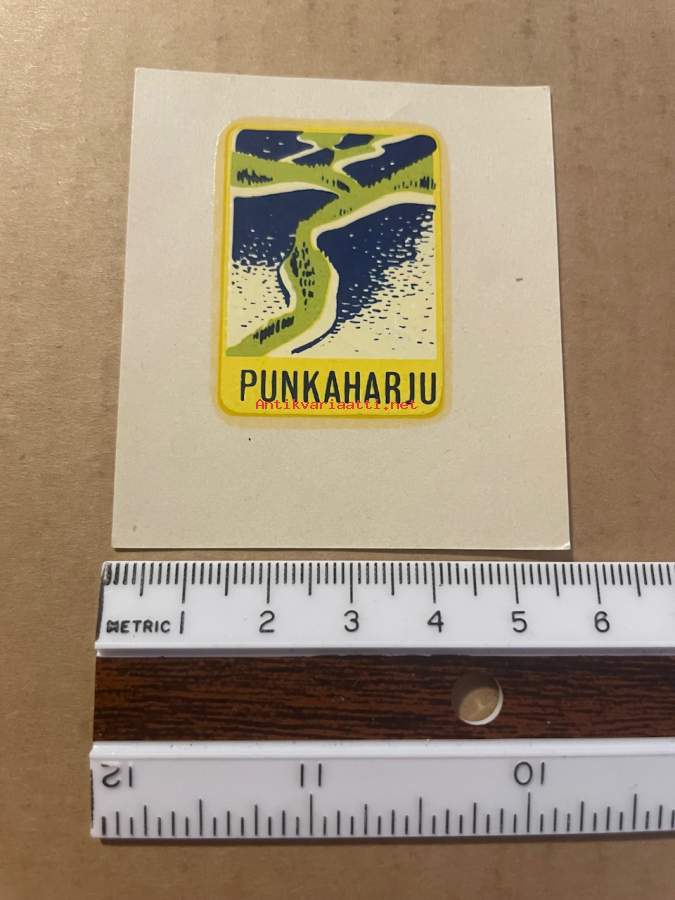 PUNKAHARJU
Antikvariaatti.net
METRIC 1 2 3 4 5 6
12 11 10